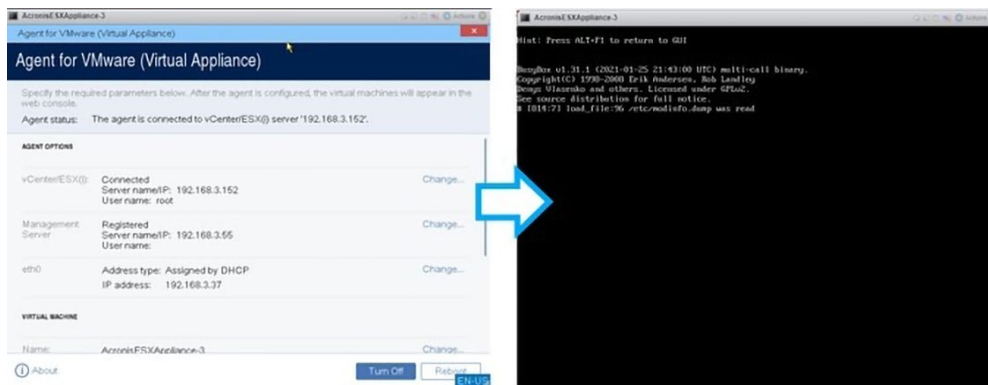 AcronisESXAppliance-3
Actions
Agent for VMware (Virtual Appliance)
Agent for VMware (Virtual Appliance)
Specify the required parameters below. After the agent is configured, the virtual machines will appear in the
web console.
Agent status: The agent is connected to vCenter/ESX(i) server '192.168.3.152'.
AGENT OPTIONS
vCenter/ESX(i): Connected Change...
Server name/IP: 192.168.3.152
User name: root
Management Registered Change...
Server Server name/IP: 192.168.3.55
User name:
eth0 Address type: Assigned by DHCP Change...
IP address: 192.168.3.37
VIRTUAL MACHINE
Name: AcronisESXAppliance-3 Change...
About
Turn Off
Reboot
EN-US
AcronisESXAppliance-3
Actions
Hint: Press ALT+F1 to return to GUI
BusyBox v1.31.1 (2021-01-25 21:43:00 UTC) multi-call binary.
Copyright(C) 1998-2008 Erik Andersen, Rob Landley
Denys Vlasenko and others. Licensed under GPLv2.
See source distribution for full notice.
# [014:7] load_file:96 /etc/modinfo.dump was read